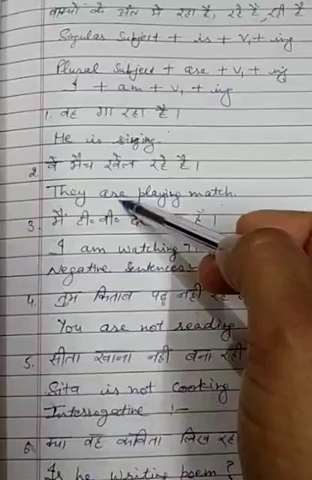 वाक्यों के अंत में रहा है, रहे हैं, रही है
Singular Subject + is + V₁ + ing
Plural Subject + are + V₁ + ing
I + am + V₁ + ing
1. वह गा रहा है।
He is singing.
2. वे मैच खेल रहे है।
They are playing match.
3. मैं टी॰ वी॰ हूँ।
I am watching
Negative Sentences:-
4. तुम किताब पढ़ नहीं रहे
You are not reading
5. सीता खाना नहीं बना रही
Sita is not cooking
Interrogative :-
6. क्या वह कविता लिख रहा
Is he writing poem?